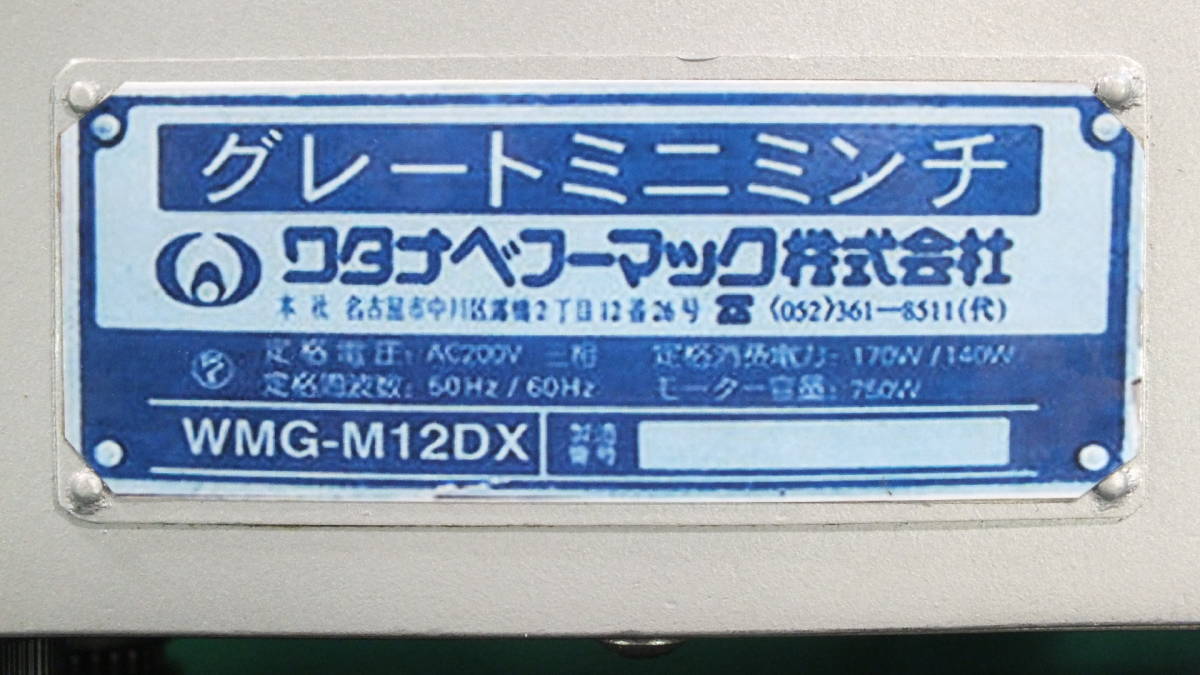 グレートミニミンチ
ワタナベフーマック株式会社
本社 名古屋市中川区露橋2丁目12番26号 ☎ (052)361-8511(代)
定格電圧: AC200V 三相 定格消費電力: 170W/140W
定格周波数: 50Hz/60Hz モーター容量: 750W
WMG-M12DX 製造番号